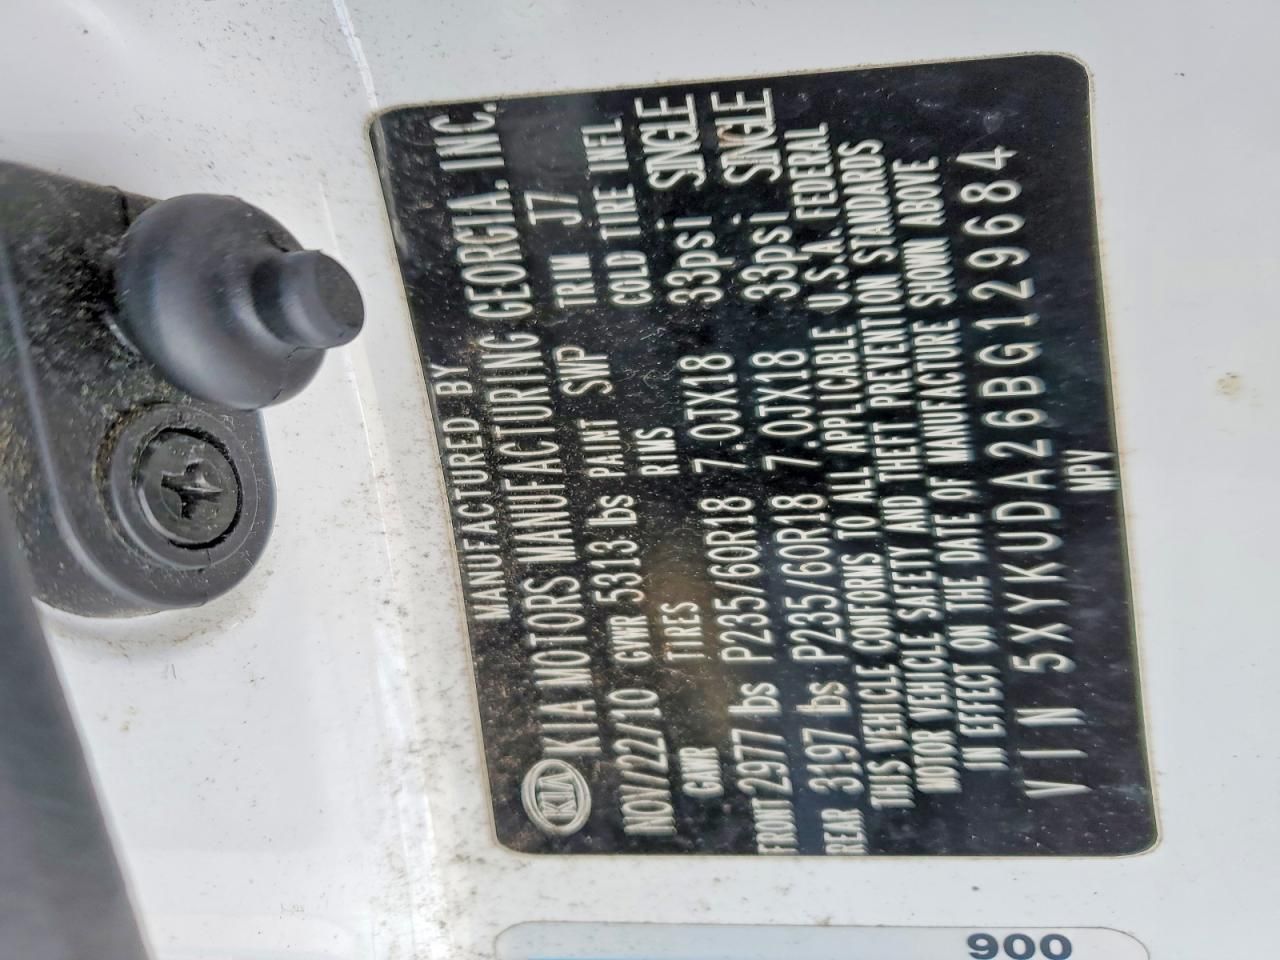 MANUFACTURED BY
KIA KIA MOTORS MANUFACTURING GEORGIA, INC.
NOV/22/10 GVWR 5313 lbs PAINT SWP TRIM J7
GAWR TIRES RIMS COLD TIRE INFL
FRONT 2977 lbs P235/60R18 7.0JX18 33psi SINGLE
REAR 3197 lbs P235/60R18 7.0JX18 33psi SINGLE
THIS VEHICLE CONFORMS TO ALL APPLICABLE U.S.A. FEDERAL
MOTOR VEHICLE SAFETY AND THEFT PREVENTION STANDARDS
IN EFFECT ON THE DATE OF MANUFACTURE SHOWN ABOVE
VIN 5XYKUDA26BG129684
MPV
900